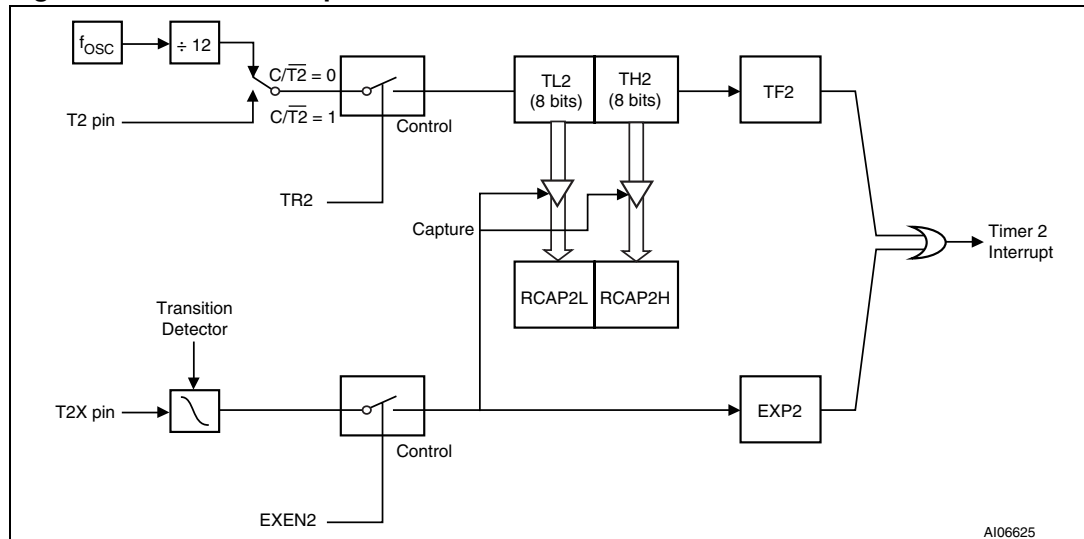 fOSC
÷ 12
C/T2 = 0
C/T2 = 1
T2 pin
Control
TR2
TL2
(8 bits)
TH2
(8 bits)
TF2
Capture
RCAP2L
RCAP2H
Timer 2
Interrupt
Transition
Detector
T2X pin
Control
EXEN2
EXP2
AI06625